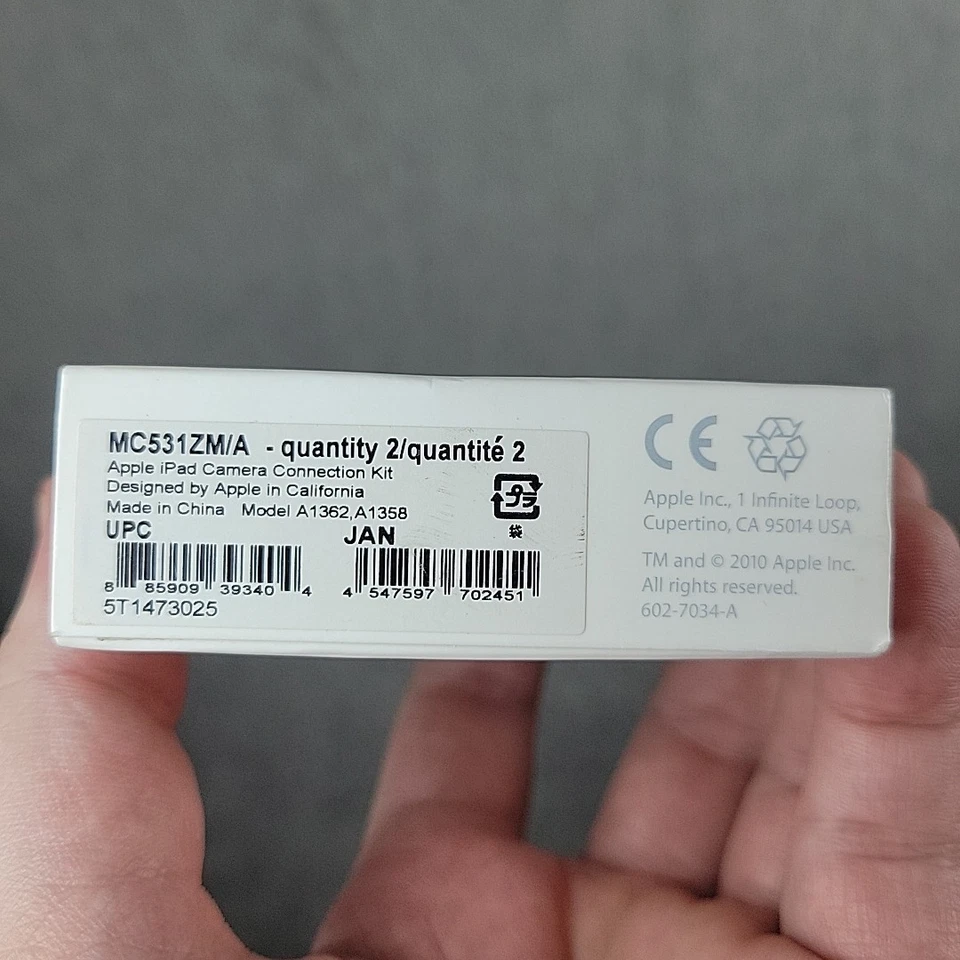 MC531ZM/A - quantity 2/quantité 2
Apple iPad Camera Connection Kit
Designed by Apple in California
Made in China Model A1362,A1358
UPC JAN
プラ
袋
8 85909 39340 4 4 547597 702451
5T1473025
CE
Apple Inc., 1 Infinite Loop,
Cupertino, CA 95014 USA
TM and © 2010 Apple Inc.
All rights reserved.
602-7034-A